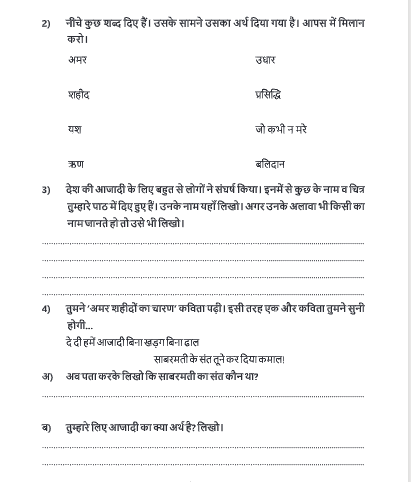 2) नीचे कुछ शब्द दिए हैं। उसके सामने उसका अर्थ दिया गया है। आपस में मिलान
करो।
अमर उधार
शहीद प्रसिद्धि
यश जो कभी न मरे
ऋण बलिदान
3) देश की आजादी के लिए बहुत से लोगों ने संघर्ष किया। इनमें से कुछ के नाम व चित्र
तुम्हारे पाठ में दिए हुए हैं। उनके नाम यहाँ लिखो। अगर उनके अलावा भी किसी का
नाम जानते हो तो उसे भी लिखो।
4) तुमने 'अमर शहीदों का चारण' कविता पढ़ी। इसी तरह एक और कविता तुमने सुनी
होगी...
दे दी हमें आजादी बिना खड़ग बिना ढाल
साबरमती के संत तूने कर दिया कमाल!
अ) अब पता करके लिखो कि साबरमती का संत कौन था?
ब) तुम्हारे लिए आजादी का क्या अर्थ है? लिखो।